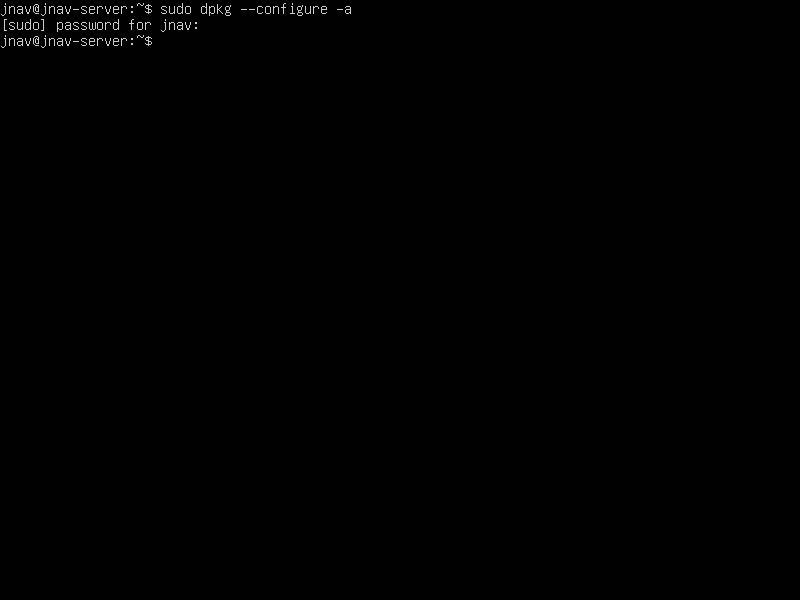 jnav@jnav-server:~$ sudo dpkg --configure -a
[sudo] password for jnav:
jnav@jnav-server:~$